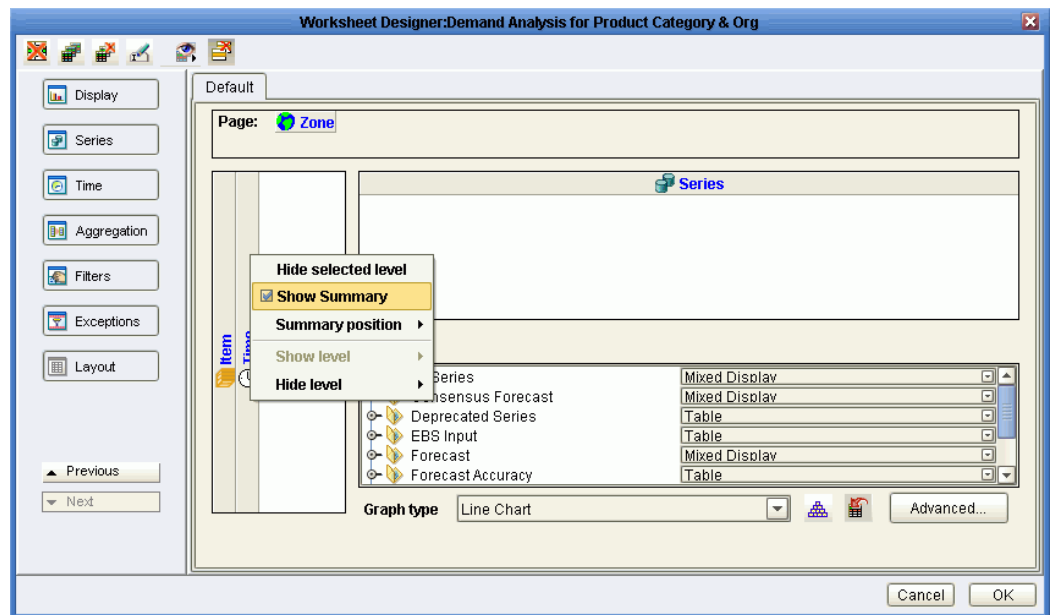 Worksheet Designer:Demand Analysis for Product Category & Org
Display
Series
Time
Aggregation
Filters
Exceptions
Layout
Previous
Next
Default
Page: Zone
Series
Item
Time
Hide selected level
Show Summary
Summary position
Show level
Hide level
Series Mixed Display
Consensus Forecast Mixed Display
Deprecated Series Table
EBS Input Table
Forecast Mixed Display
Forecast Accuracy Table
Graph type Line Chart Advanced...
Cancel OK